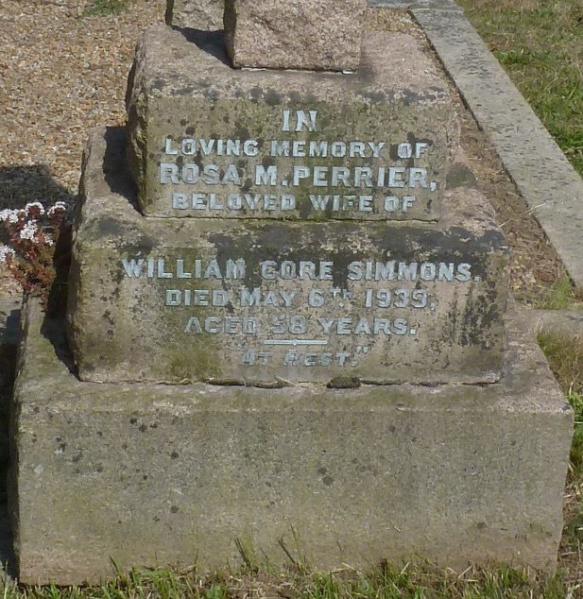 IN
LOVING MEMORY OF
ROSA M. PERRIER,
BELOVED WIFE OF
WILLIAM GORE SIMMONS.
DIED MAY 6TH 1939,
AGED 58 YEARS.
"AT REST."